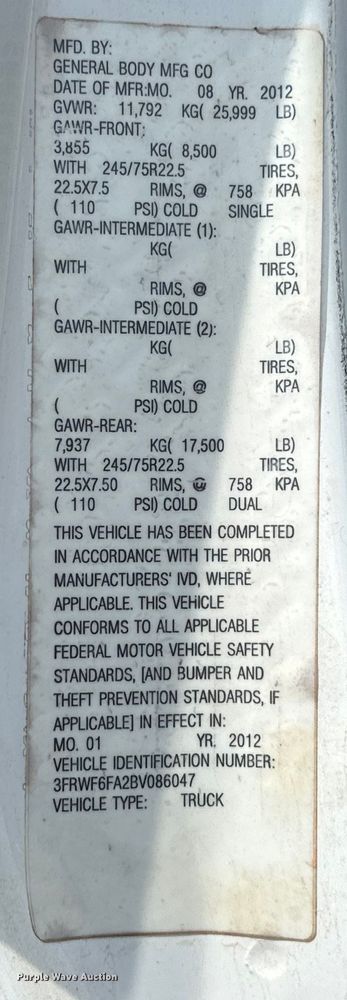 MFD. BY:
GENERAL BODY MFG CO
DATE OF MFR:MO. 08 YR. 2012
GVWR: 11,792 KG( 25,999 LB)
GAWR-FRONT:
3,855 KG( 8,500 LB)
WITH 245/75R22.5 TIRES,
22.5X7.5 RIMS, @ 758 KPA
( 110 PSI) COLD SINGLE
GAWR-INTERMEDIATE (1):
KG( LB)
WITH TIRES,
RIMS, @ KPA
( PSI) COLD
GAWR-INTERMEDIATE (2):
KG( LB)
WITH TIRES,
RIMS, @ KPA
( PSI) COLD
GAWR-REAR:
7,937 KG( 17,500 LB)
WITH 245/75R22.5 TIRES,
22.5X7.50 RIMS, @ 758 KPA
( 110 PSI) COLD DUAL
THIS VEHICLE HAS BEEN COMPLETED
IN ACCORDANCE WITH THE PRIOR
MANUFACTURERS' IVD, WHERE
APPLICABLE. THIS VEHICLE
CONFORMS TO ALL APPLICABLE
FEDERAL MOTOR VEHICLE SAFETY
STANDARDS, [AND BUMPER AND
THEFT PREVENTION STANDARDS, IF
APPLICABLE] IN EFFECT IN:
MO. 01 YR. 2012
VEHICLE IDENTIFICATION NUMBER:
3FRWF6FA2BV086047
VEHICLE TYPE: TRUCK
Purple Wave Auction